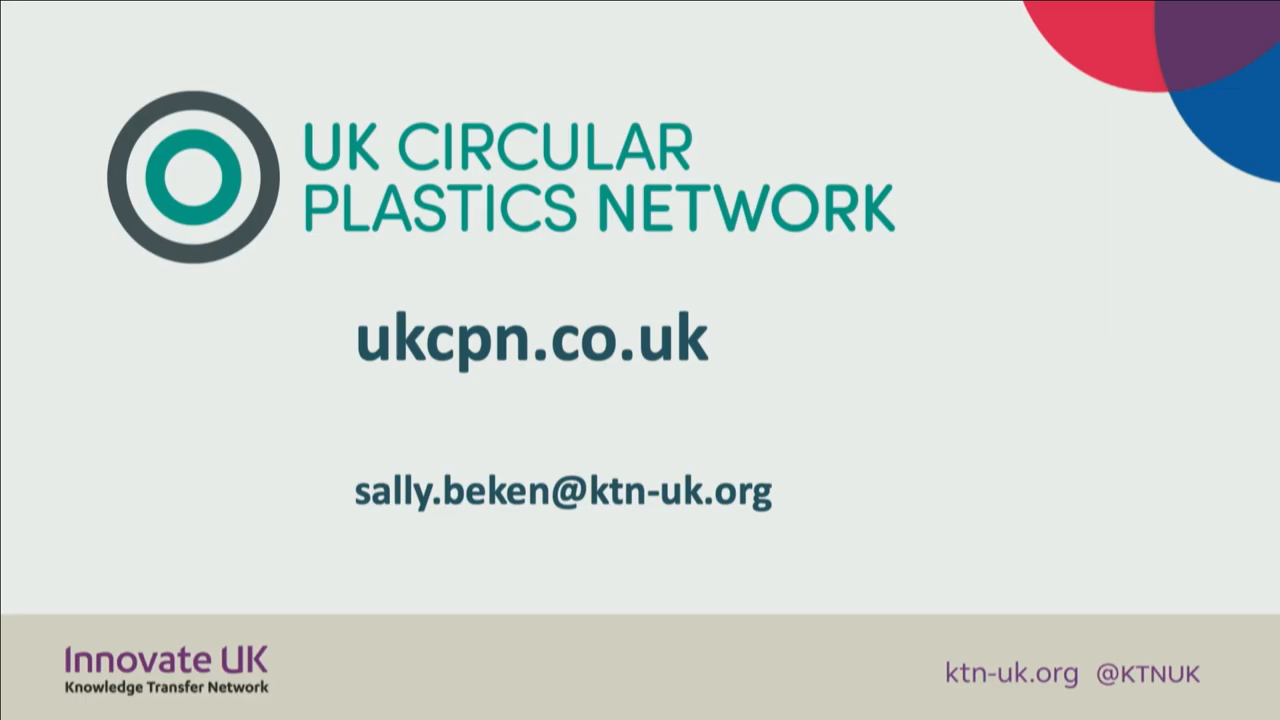 UK CIRCULAR
PLASTICS NETWORK
ukcpn.co.uk
sally.beken@ktn-uk.org
Innovate UK
Knowledge Transfer Network
ktn-uk.org @KTNUK